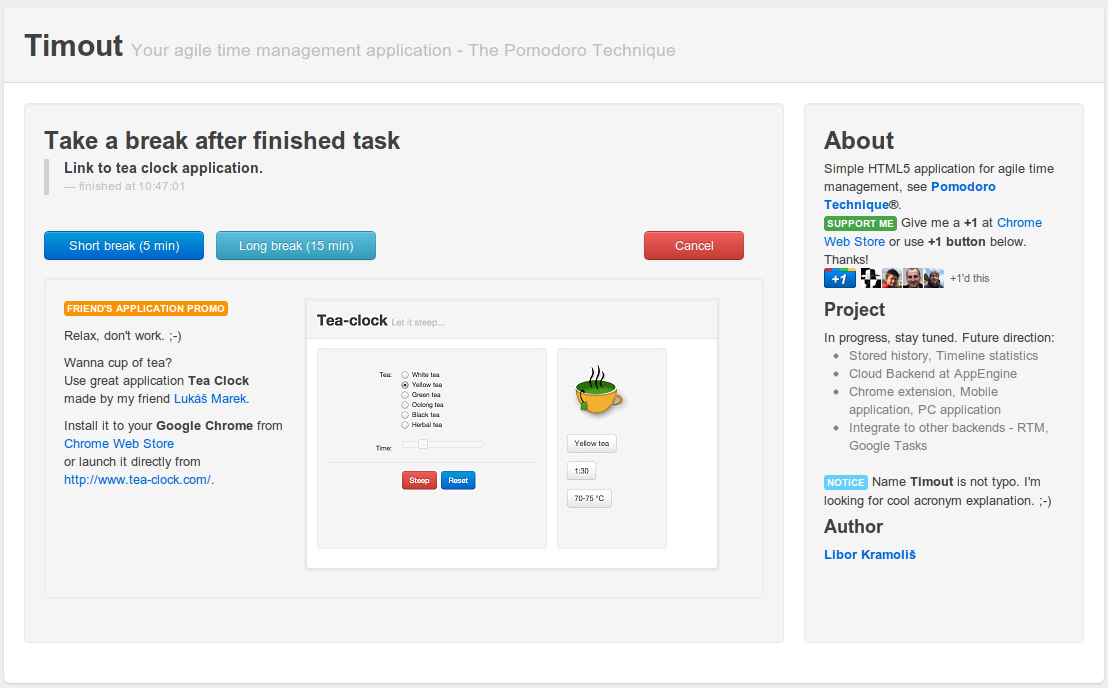 Timout Your agile time management application - The Pomodoro Technique
Take a break after finished task
Link to tea clock application.
— finished at 10:47:01
Short break (5 min)
Long break (15 min)
Cancel
FRIEND'S APPLICATION PROMO
Relax, don't work. ;-)
Wanna cup of tea?
Use great application Tea Clock
made by my friend Lukáš Marek.
Install it to your Google Chrome from
Chrome Web Store
or launch it directly from
http://www.tea-clock.com/.
Tea-clock Let it steep...
Tea:
White tea
Yellow tea
Green tea
Oolong tea
Black tea
Herbal tea
Time:
Steep
Reset
Yellow tea
1:30
70-75 °C
About
Simple HTML5 application for agile time
management, see Pomodoro
Technique®.
SUPPORT ME Give me a +1 at Chrome
Web Store or use +1 button below.
Thanks!
+1 +1'd this
Project
In progress, stay tuned. Future direction:
Stored history, Timeline statistics
Cloud Backend at AppEngine
Chrome extension, Mobile
application, PC application
Integrate to other backends - RTM,
Google Tasks
NOTICE Name Timout is not typo. I'm
looking for cool acronym explanation. ;-)
Author
Libor Kramoliš